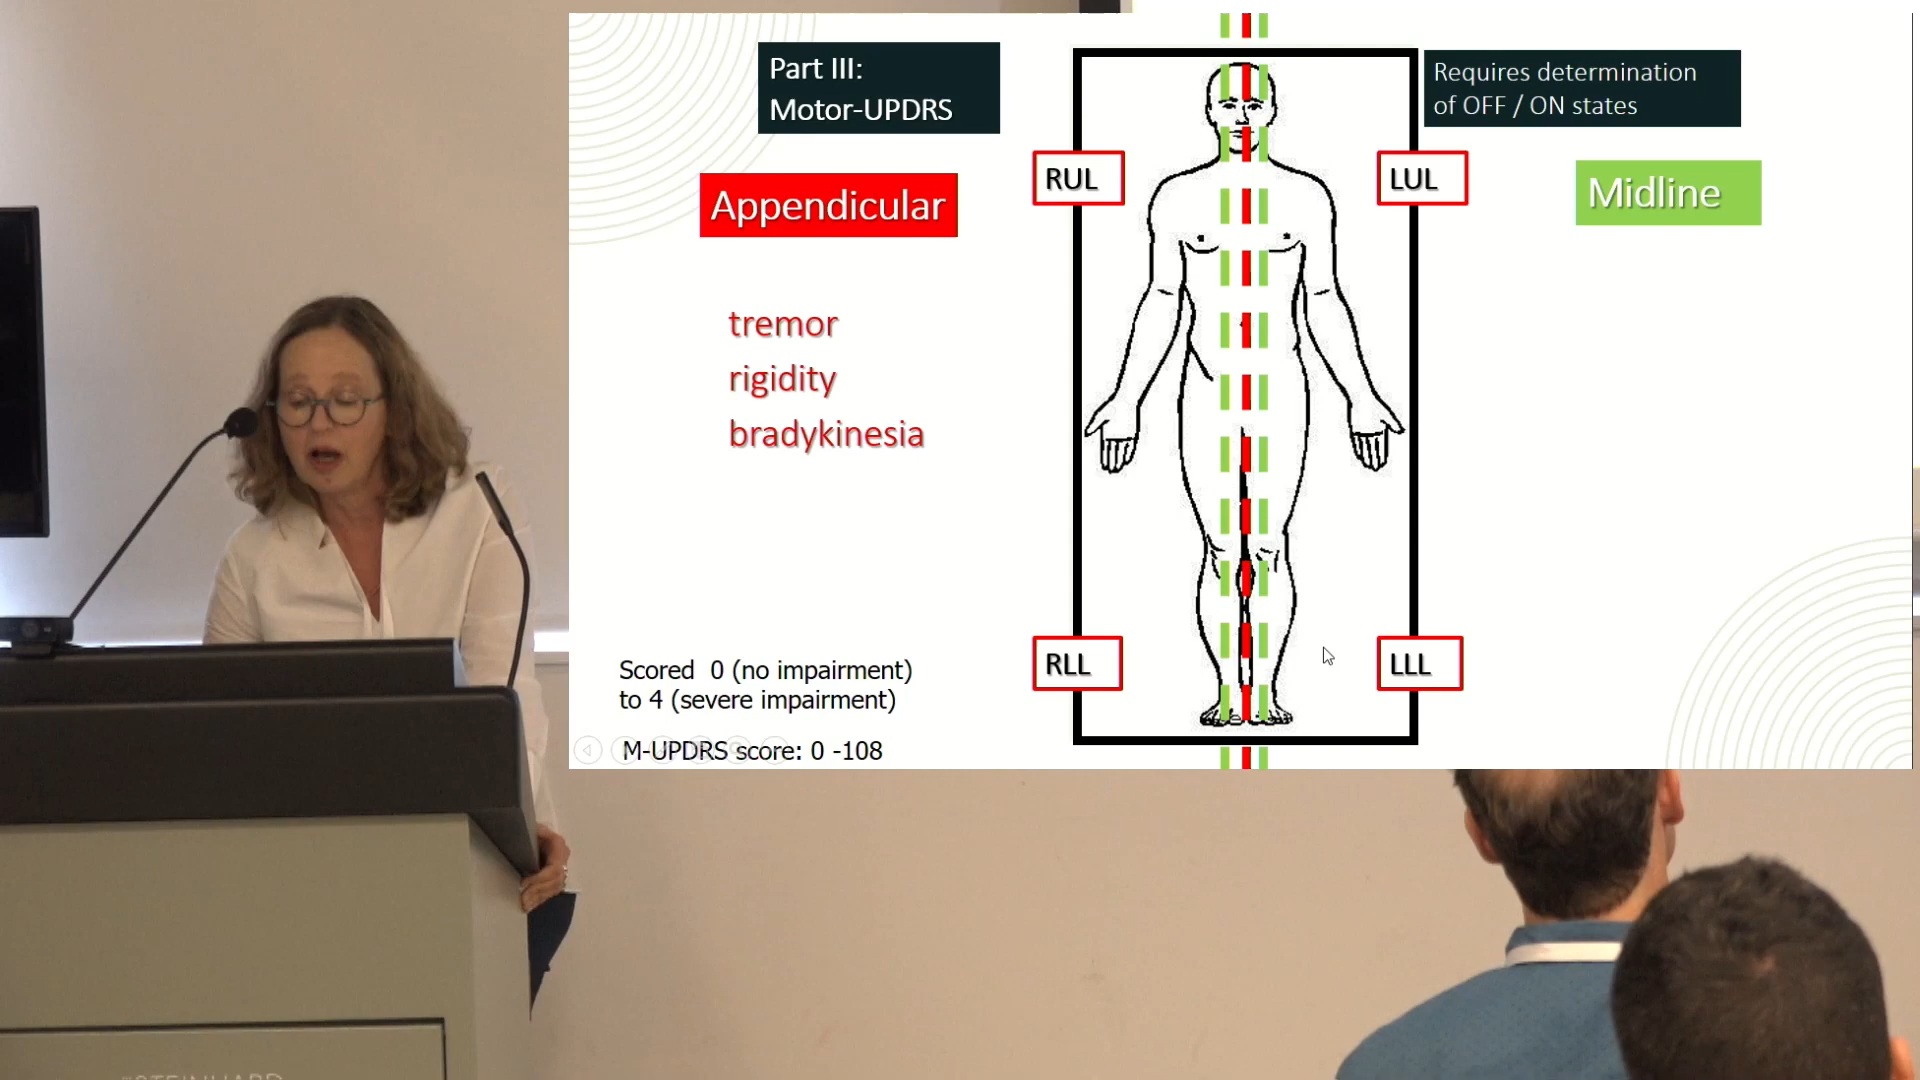 Part III:
Motor-UPDRS
Requires determination
of OFF / ON states
RUL
LUL
Appendicular
Midline
tremor
rigidity
bradykinesia
RLL
LLL
Scored 0 (no impairment)
to 4 (severe impairment)
M-UPDRS score: 0 -108